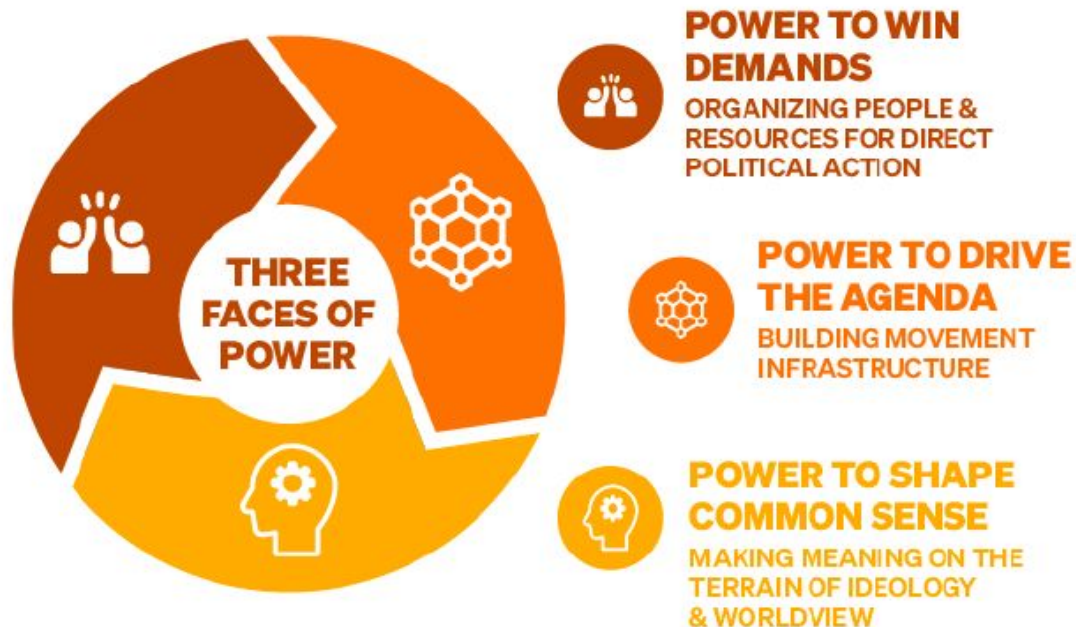 THREE
FACES OF
POWER
POWER TO WIN
DEMANDS
ORGANIZING PEOPLE &
RESOURCES FOR DIRECT
POLITICAL ACTION
POWER TO DRIVE
THE AGENDA
BUILDING MOVEMENT
INFRASTRUCTURE
POWER TO SHAPE
COMMON SENSE
MAKING MEANING ON THE
TERRAIN OF IDEOLOGY
& WORLDVIEW